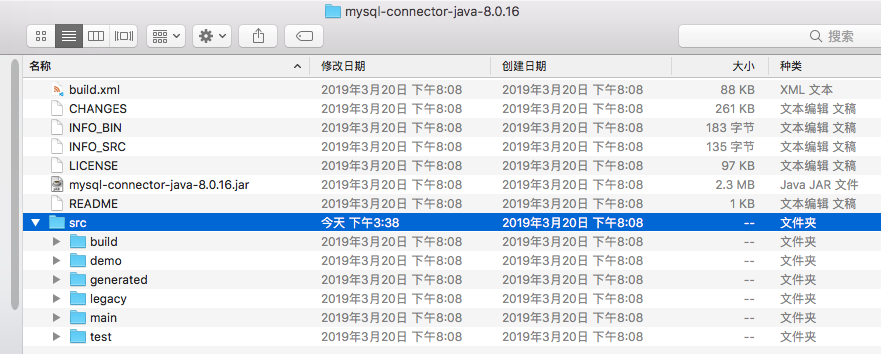 mysql-connector-java-8.0.16
搜索
名称 修改日期 创建日期 大小 种类
build.xml 2019年3月20日 下午8:08 2019年3月20日 下午8:08 88 KB XML 文本
CHANGES 2019年3月20日 下午8:08 2019年3月20日 下午8:08 261 KB 文本编辑 文稿
INFO_BIN 2019年3月20日 下午8:08 2019年3月20日 下午8:08 183 字节 文本编辑 文稿
INFO_SRC 2019年3月20日 下午8:08 2019年3月20日 下午8:08 135 字节 文本编辑 文稿
LICENSE 2019年3月20日 下午8:08 2019年3月20日 下午8:08 97 KB 文本编辑 文稿
mysql-connector-java-8.0.16.jar 2019年3月20日 下午8:08 2019年3月20日 下午8:08 2.3 MB Java JAR 文件
README 2019年3月20日 下午8:08 2019年3月20日 下午8:08 1 KB 文本编辑 文稿
src 今天 下午3:38 2019年3月20日 下午8:08 -- 文件夹
build 2019年3月20日 下午8:08 2019年3月20日 下午8:08 -- 文件夹
demo 2019年3月20日 下午8:08 2019年3月20日 下午8:08 -- 文件夹
generated 2019年3月20日 下午8:08 2019年3月20日 下午8:08 -- 文件夹
legacy 2019年3月20日 下午8:08 2019年3月20日 下午8:08 -- 文件夹
main 2019年3月20日 下午8:08 2019年3月20日 下午8:08 -- 文件夹
test 2019年3月20日 下午8:08 2019年3月20日 下午8:08 -- 文件夹